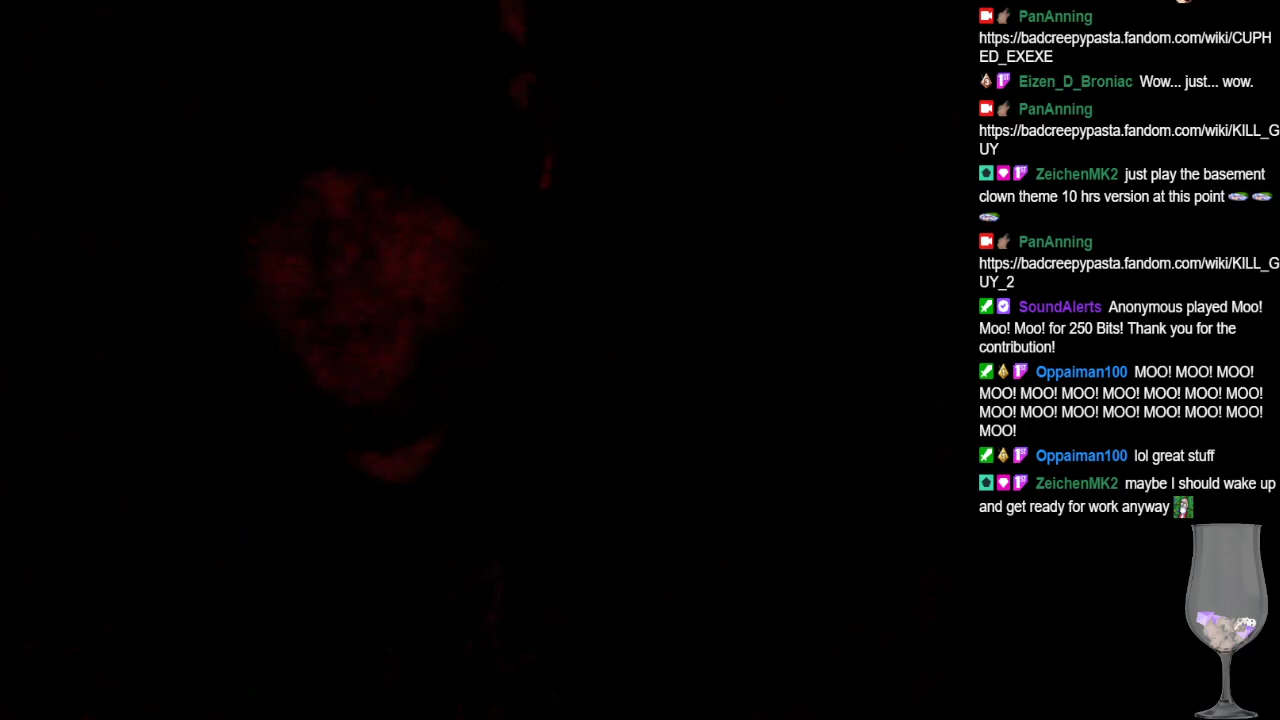 PanAnning
https://badcreepypasta.fandom.com/wiki/CUPH
ED_EXEXE
Eizen_D_Broniac Wow... just... wow.
PanAnning
https://badcreepypasta.fandom.com/wiki/KILL_G
UY
ZeichenMK2 just play the basement
clown theme 10 hrs version at this point
PanAnning
https://badcreepypasta.fandom.com/wiki/KILL_G
UY_2
SoundAlerts Anonymous played Moo!
Moo! Moo! for 250 Bits! Thank you for the
contribution!
Oppaiman100 MOO! MOO! MOO!
MOO! MOO! MOO! MOO! MOO! MOO! MOO!
MOO! MOO! MOO! MOO! MOO! MOO! MOO!
MOO!
Oppaiman100 lol great stuff
ZeichenMK2 maybe I should wake up
and get ready for work anyway